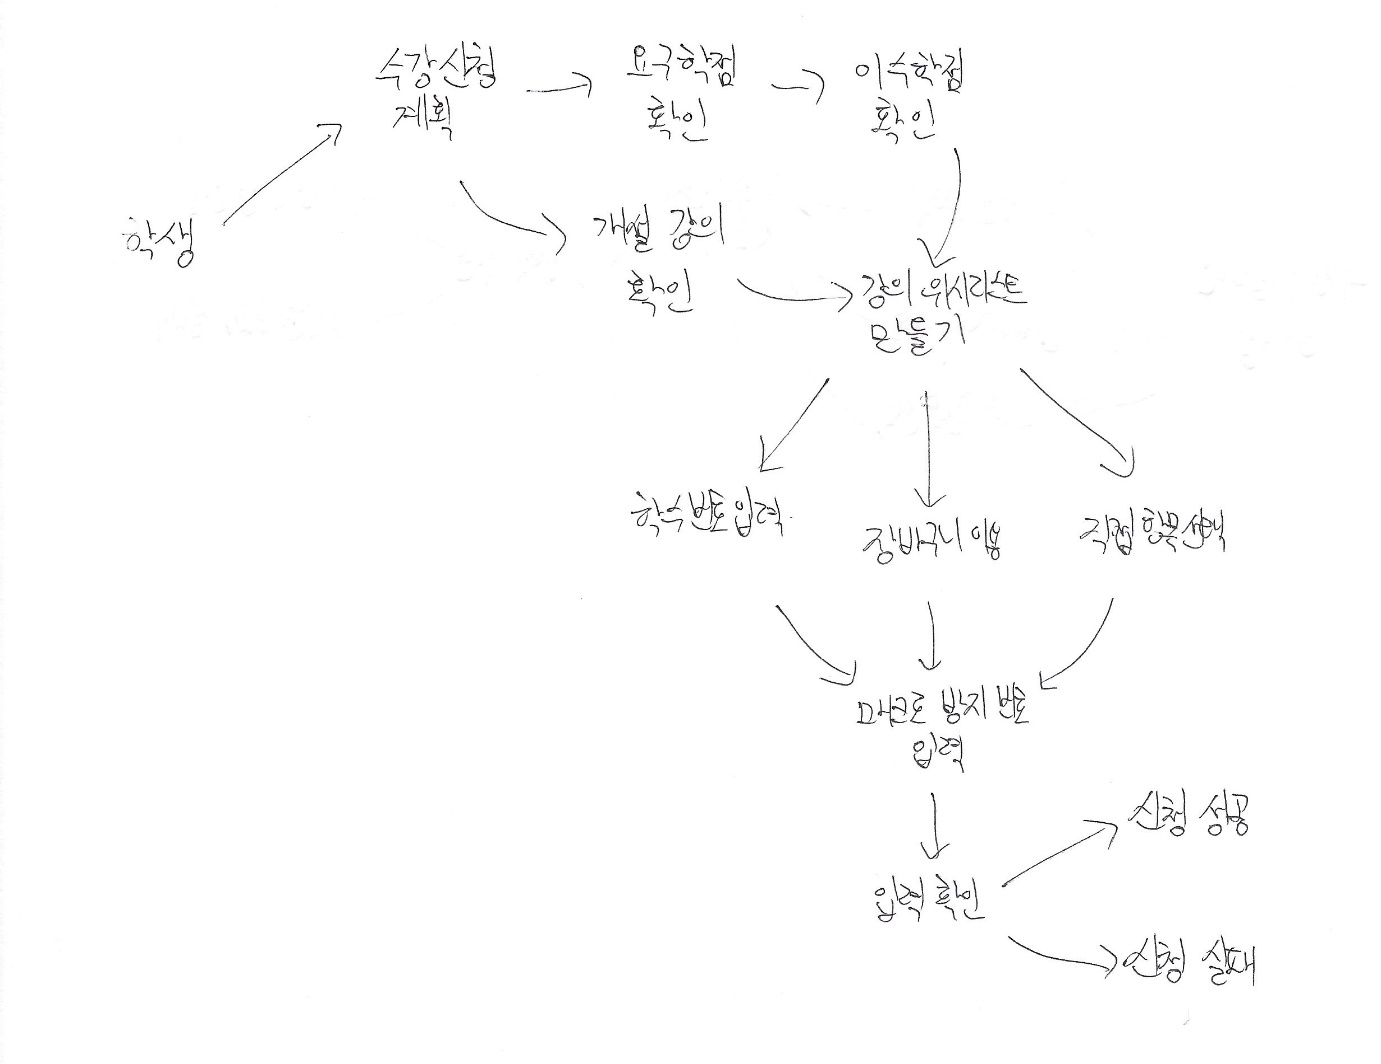 수강신청
계획
요구학점
확인
이수학점
확인
학생
개설 강의
확인
강의 위시리스트
만들기
학수번호입력
장바구니 이용
직접 항목선택
매크로 방지 번호
입력
입력 확인
신청 성공
신청 실패